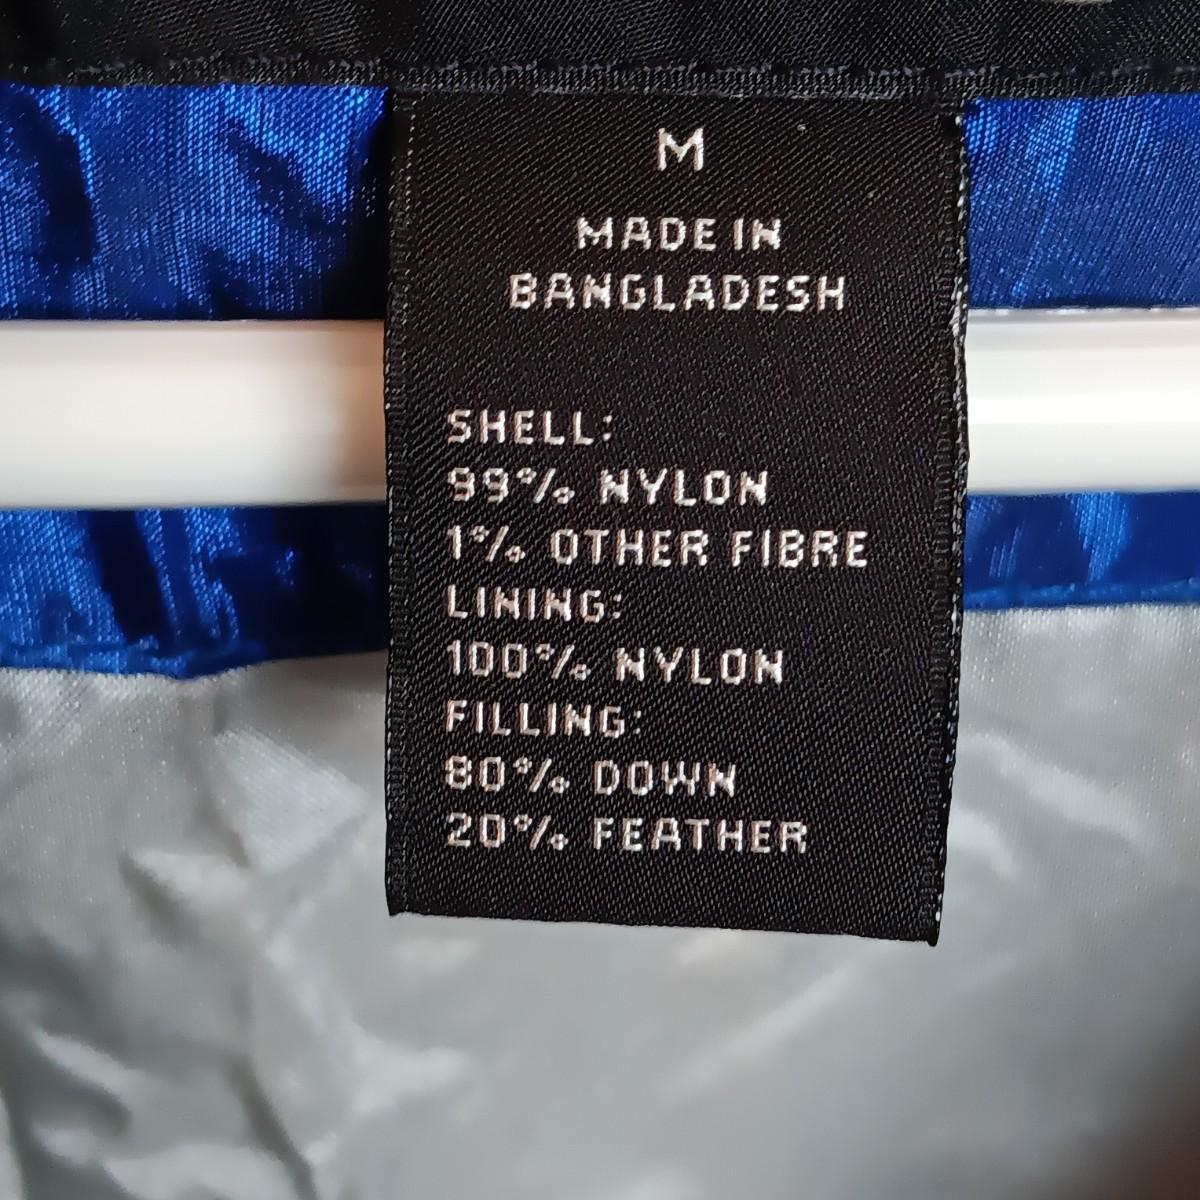 M
MADE IN
BANGLADESH
SHELL:
99% NYLON
1% OTHER FIBRE
LINING:
100% NYLON
FILLING:
80% DOWN
20% FEATHER